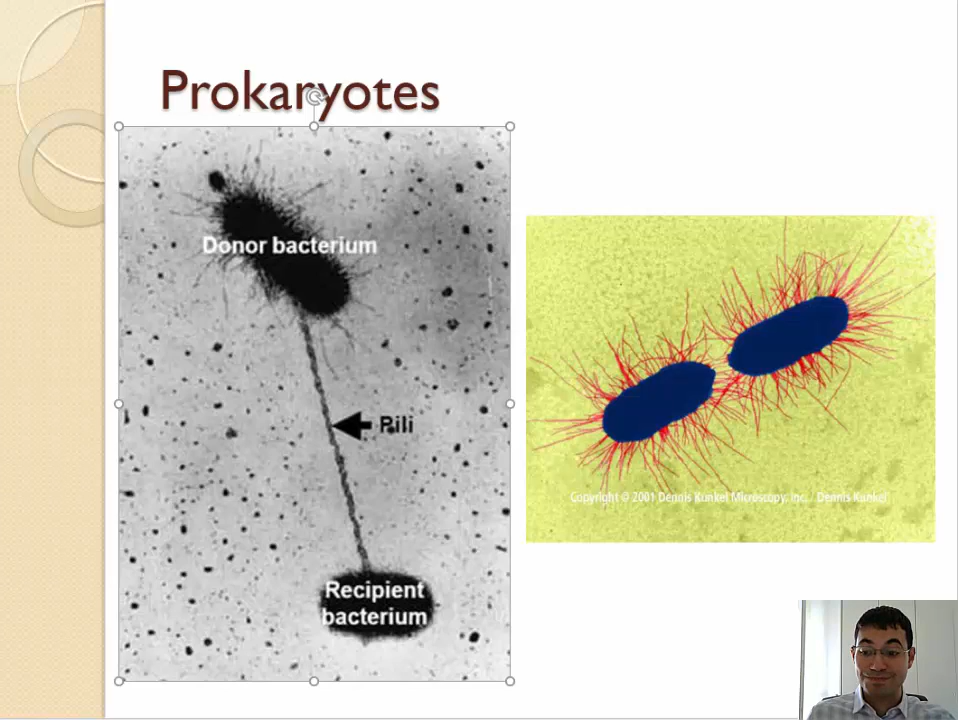 Prokaryotes
Donor bacterium
Pili
Recipient
bacterium
Copyright © 2001 Dennis Kunkel Microscopy, Inc. Dennis Kunkel